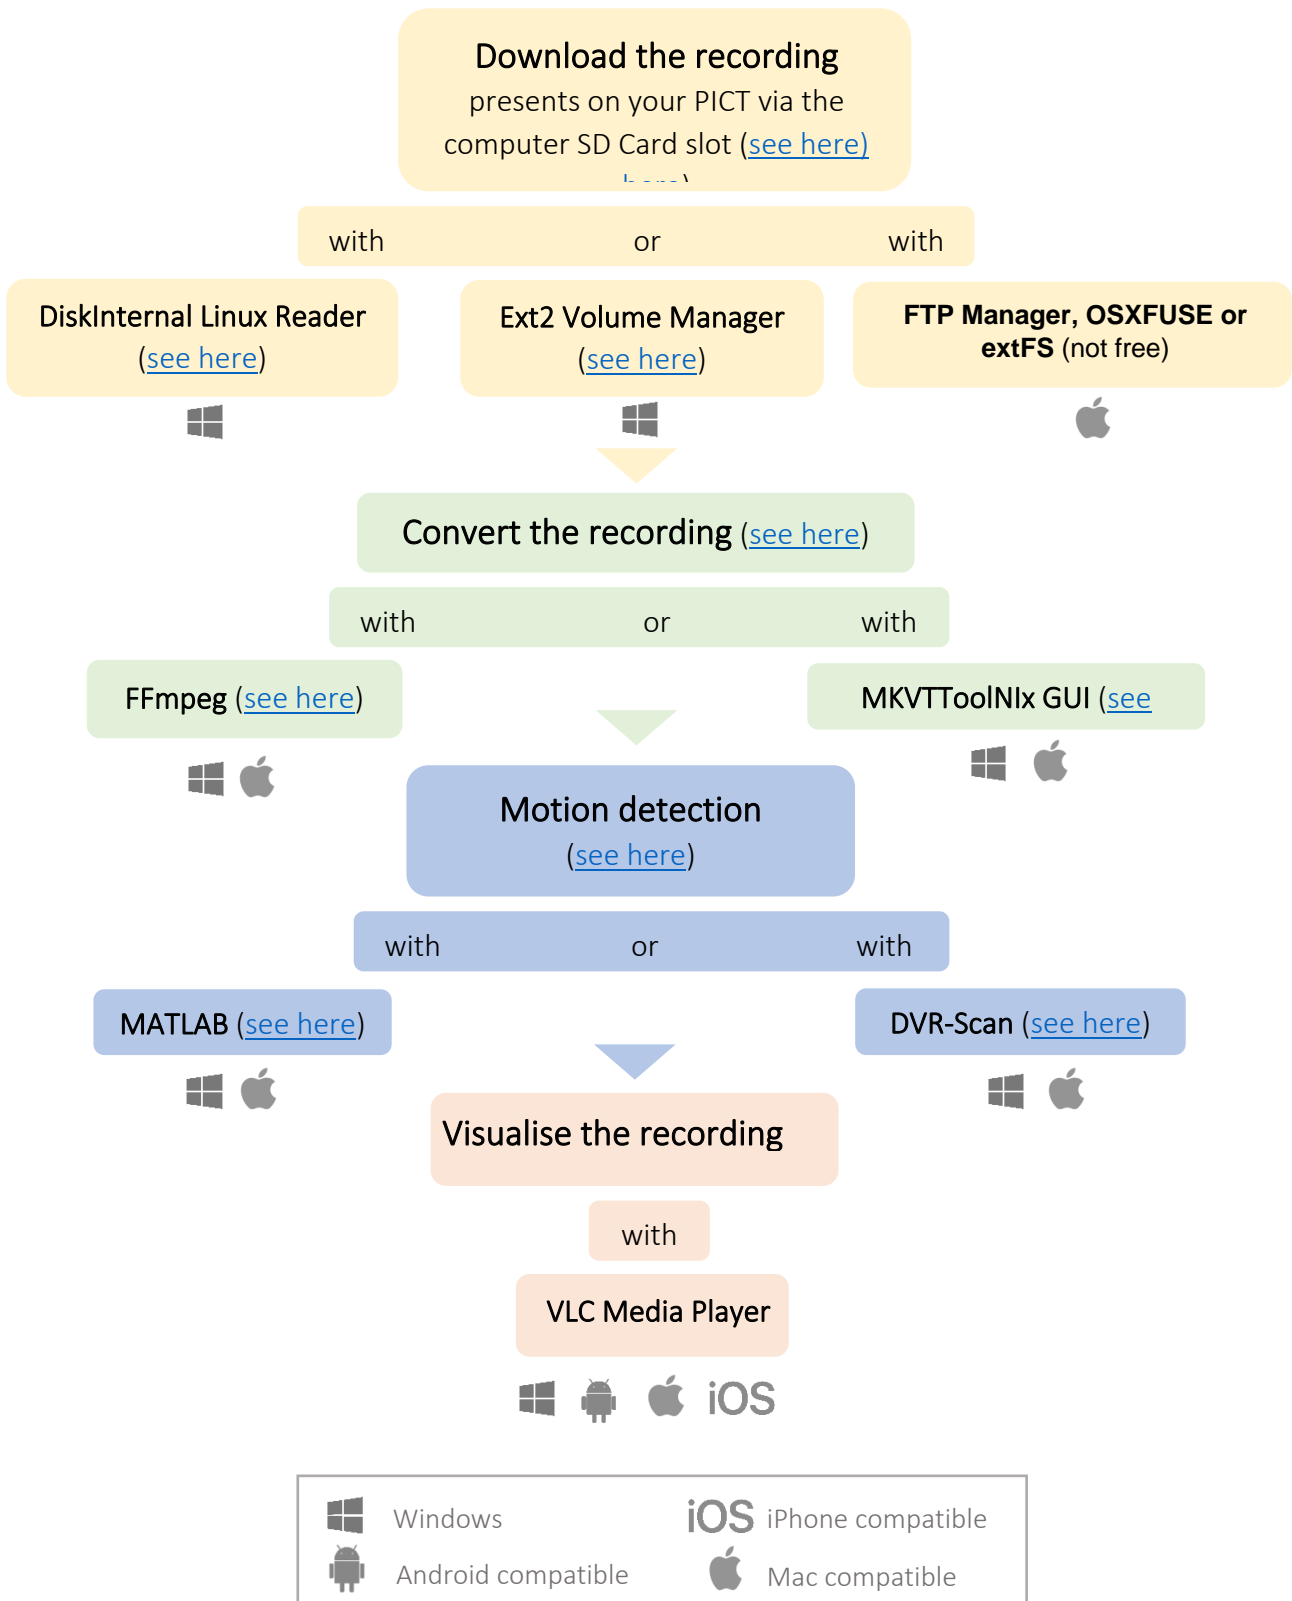 Download the recording
presents on your PICT via the
computer SD Card slot (see here)
here)
with or with
DiskInternal Linux Reader
(see here)
Ext2 Volume Manager
(see here)
FTP Manager, OSXFUSE or
extFS (not free)
Convert the recording (see here)
with or with
FFmpeg (see here)
MKVTToolNIx GUI (see
Motion detection
(see here)
with or with
MATLAB (see here)
DVR-Scan (see here)
Visualise the recording
with
VLC Media Player
iOS
Windows
iOS iPhone compatible
Android compatible
Mac compatible